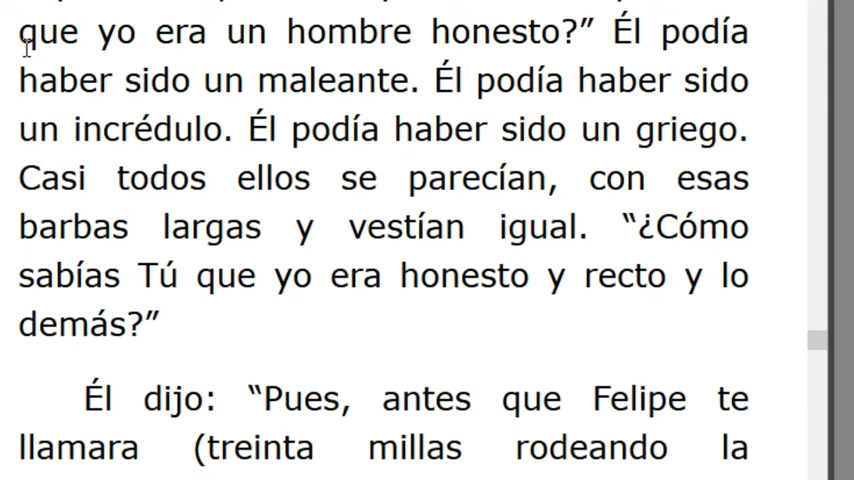 que yo era un hombre honesto?” Él podía
haber sido un maleante. Él podía haber sido
un incrédulo. Él podía haber sido un griego.
Casi todos ellos se parecían, con esas
barbas largas y vestían igual. “¿Cómo
sabías Tú que yo era honesto y recto y lo
demás?”
Él dijo: “Pues, antes que Felipe te
llamara (treinta millas rodeando la